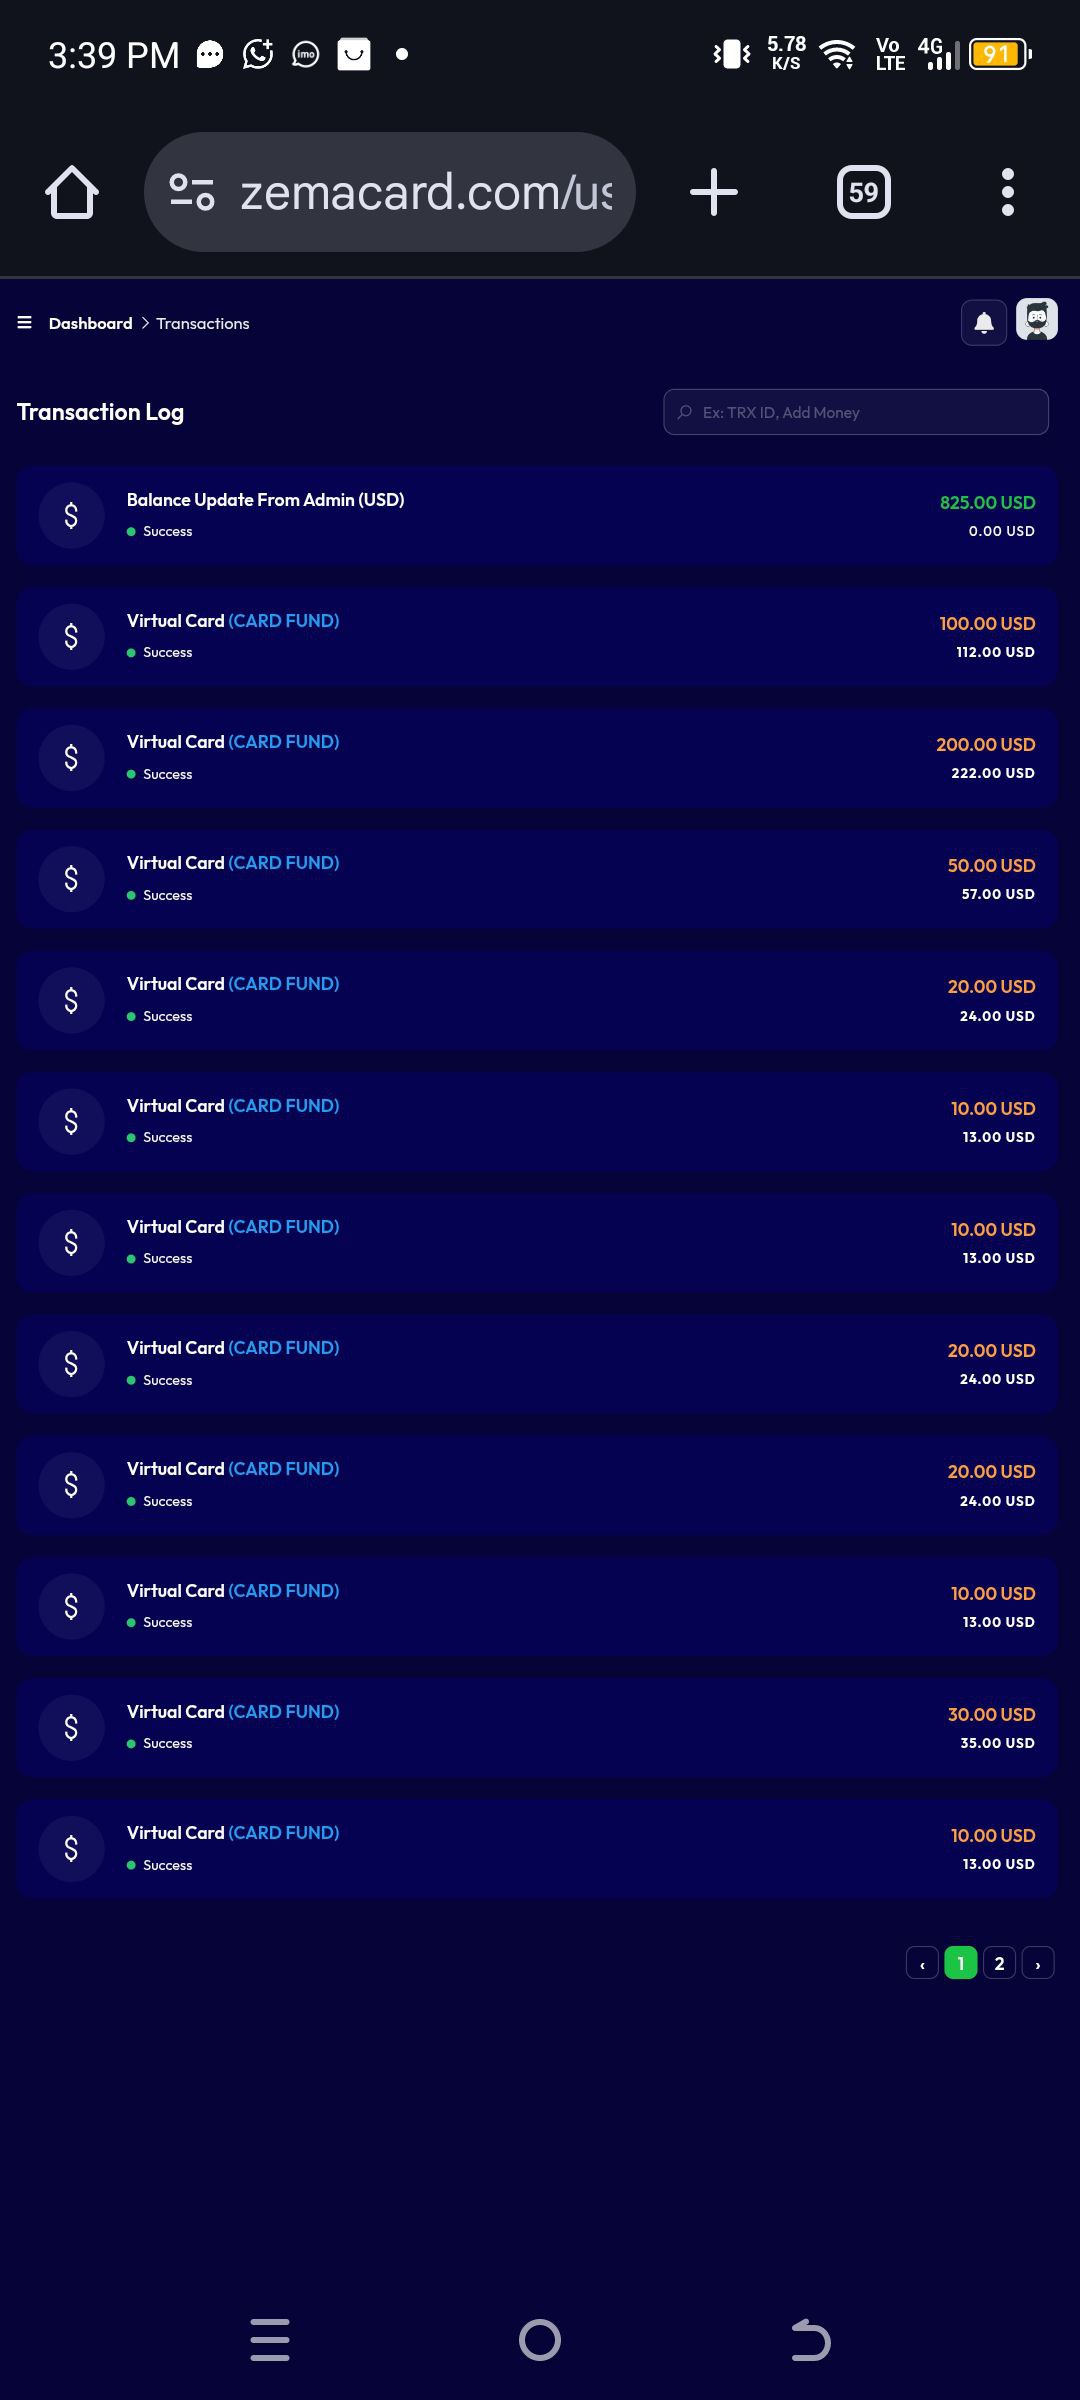 3:39 PM
imo
5.78 K/S
Vo LTE
4G
91
zemacard.com/us
59
Dashboard > Transactions
Transaction Log
Ex: TRX ID, Add Money
$ Balance Update From Admin (USD) 825.00 USD
Success 0.00 USD
$ Virtual Card (CARD FUND) 100.00 USD
Success 112.00 USD
$ Virtual Card (CARD FUND) 200.00 USD
Success 222.00 USD
$ Virtual Card (CARD FUND) 50.00 USD
Success 57.00 USD
$ Virtual Card (CARD FUND) 20.00 USD
Success 24.00 USD
$ Virtual Card (CARD FUND) 10.00 USD
Success 13.00 USD
$ Virtual Card (CARD FUND) 10.00 USD
Success 13.00 USD
$ Virtual Card (CARD FUND) 20.00 USD
Success 24.00 USD
$ Virtual Card (CARD FUND) 20.00 USD
Success 24.00 USD
$ Virtual Card (CARD FUND) 10.00 USD
Success 13.00 USD
$ Virtual Card (CARD FUND) 30.00 USD
Success 35.00 USD
$ Virtual Card (CARD FUND) 10.00 USD
Success 13.00 USD
‹ 1 2 ›